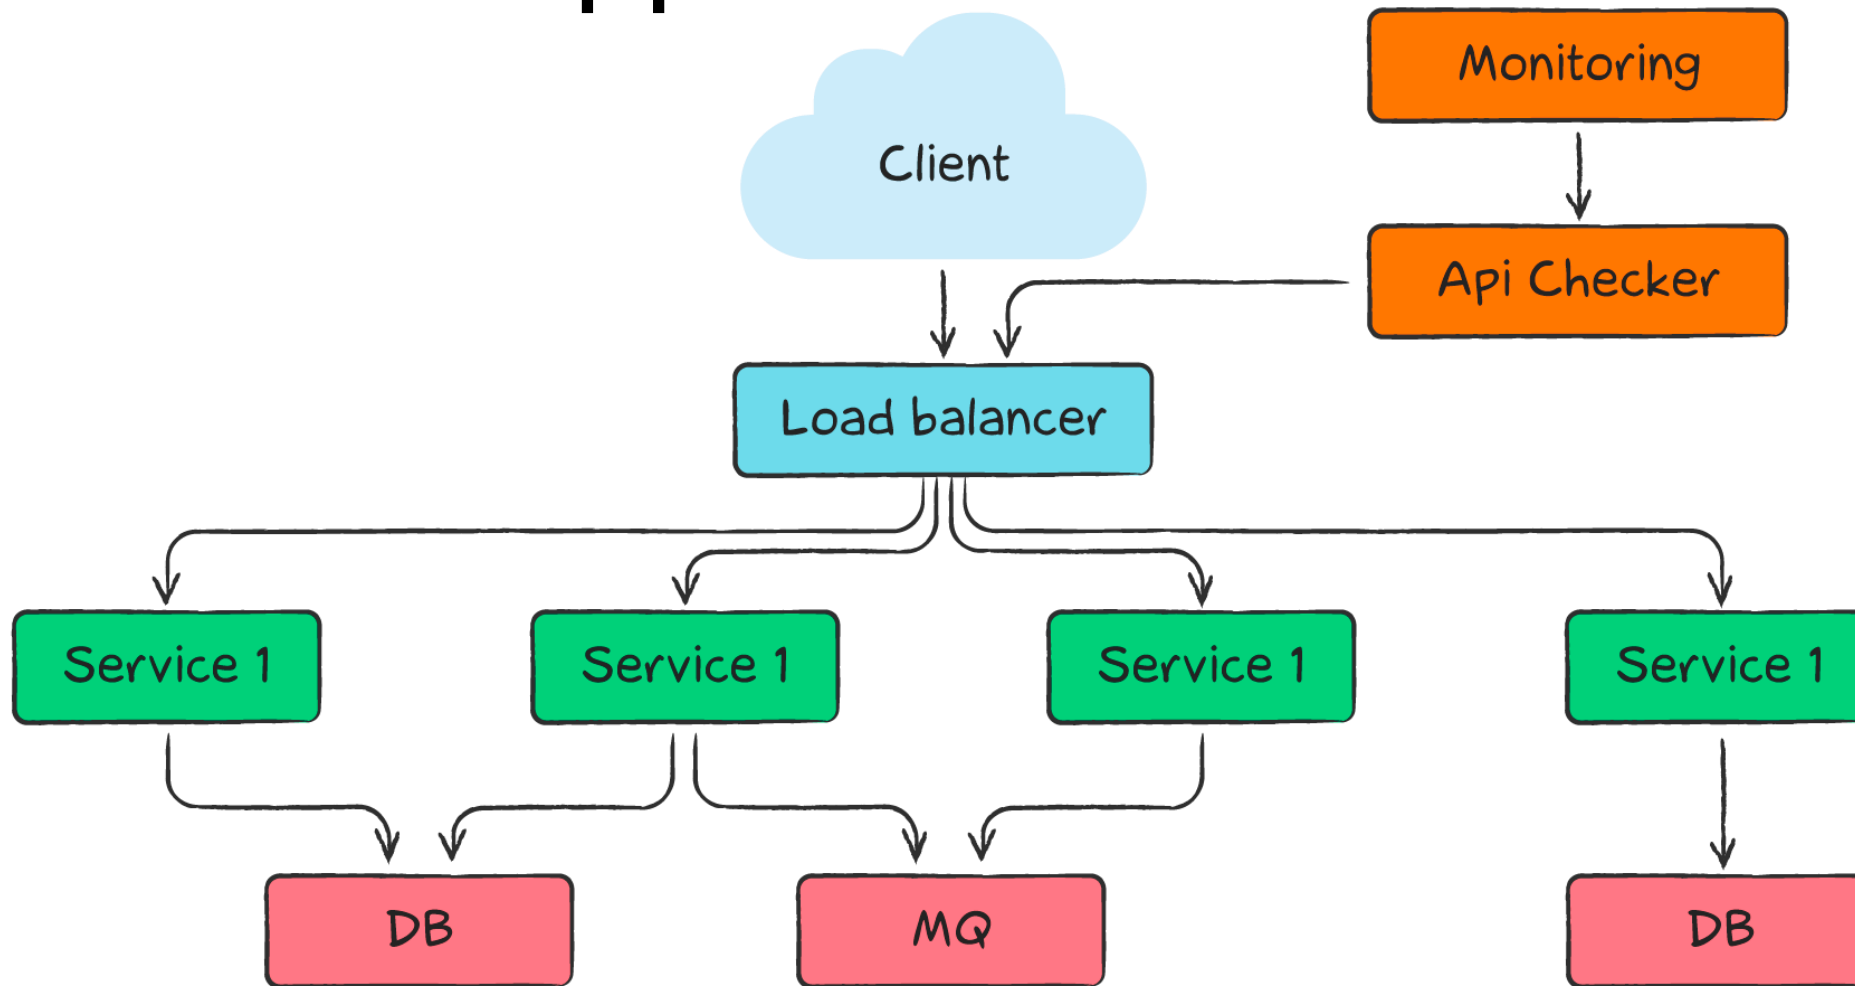 Monitoring
Client
Api Checker
Load balancer
Service 1
Service 1
Service 1
Service 1
DB
MQ
DB